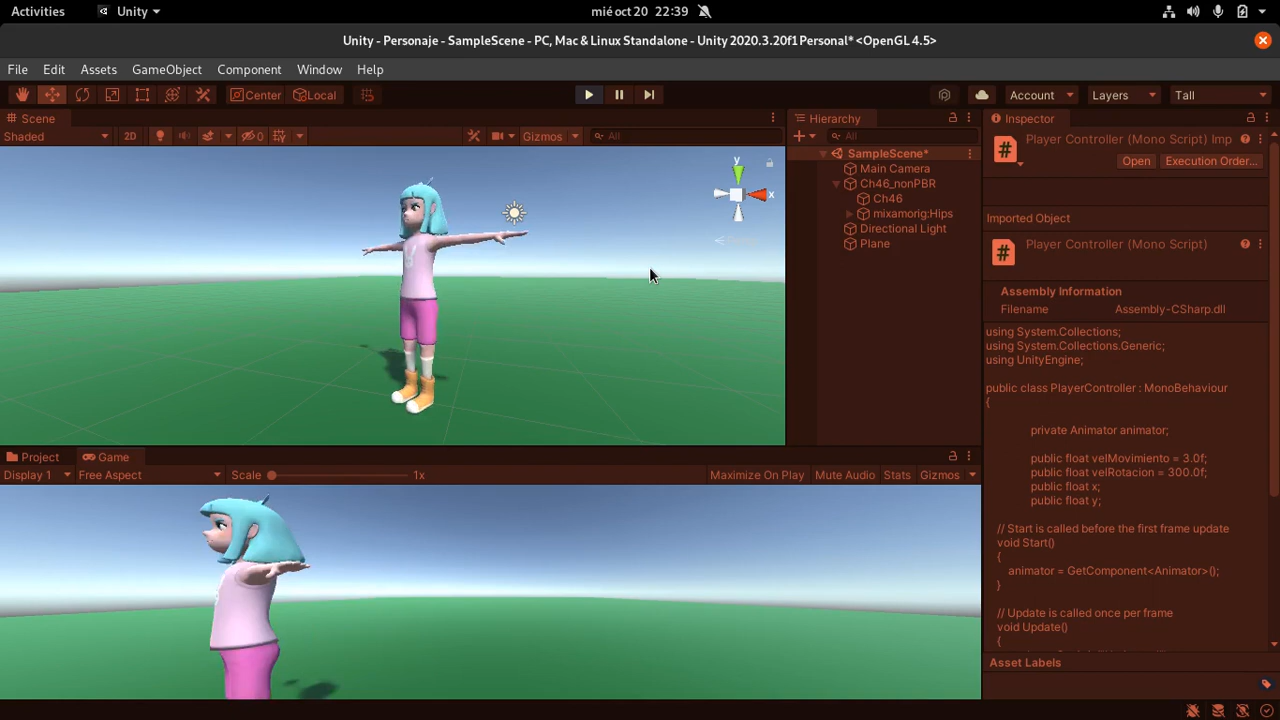 Activities
Unity
mié oct 20 22:39
Unity - Personaje - SampleScene - PC, Mac & Linux Standalone - Unity 2020.3.20f1 Personal* <OpenGL 4.5>
File Edit Assets GameObject Component Window Help
Center Local
Account Layers Tall
Scene
Shaded 2D 0 Gizmos All
y
x
Hierarchy
All
SampleScene*
Main Camera
Ch46_nonPBR
Ch46
mixamorig:Hips
Directional Light
Plane
Project Game
Display 1 Free Aspect Scale 1x Maximize On Play Mute Audio Stats Gizmos
Inspector
Player Controller (Mono Script) Imp
Open Execution Order...
Imported Object
Player Controller (Mono Script)
Assembly Information
Filename Assembly-CSharp.dll
using System.Collections;
using System.Collections.Generic;
using UnityEngine;
public class PlayerController : MonoBehaviour
{
private Animator animator;
public float velMovimiento = 3.0f;
public float velRotacion = 300.0f;
public float x;
public float y;
// Start is called before the first frame update
void Start()
{
animator = GetComponent<Animator>();
}
// Update is called once per frame
void Update()
{
Asset Labels